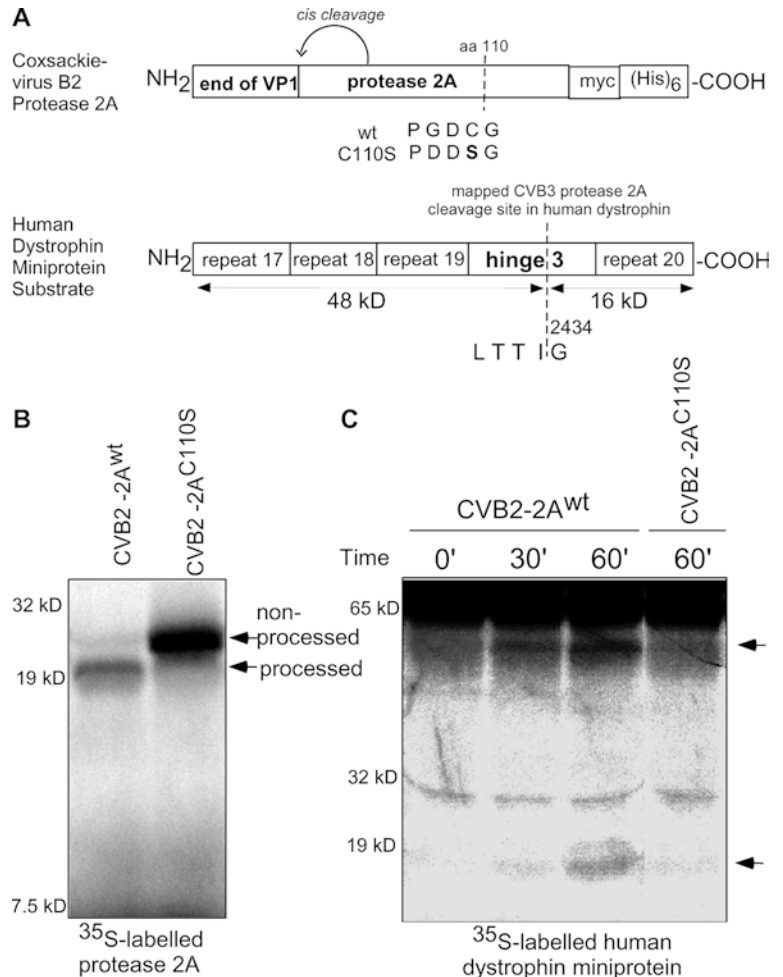 A
cis cleavage
Coxsackie-
virus B2
Protease 2A
aa 110
NH2 end of VP1 protease 2A myc (His)6 -COOH
wt P G D C G
C110S P D D S G
mapped CVB3 protease 2A
cleavage site in human dystrophin
Human
Dystrophin
Miniprotein
Substrate
NH2 repeat 17 repeat 18 repeat 19 hinge 3 repeat 20 -COOH
48 kD 16 kD
2434
L T T I G
B
CVB2 -2Awt
CVB2 -2AC110S
32 kD
non-
processed
processed
19 kD
7.5 kD
35S-labelled
protease 2A
C
CVB2-2Awt
CVB2 -2AC110S
Time 0' 30' 60' 60'
65 kD
32 kD
19 kD
35S-labelled human
dystrophin miniprotein